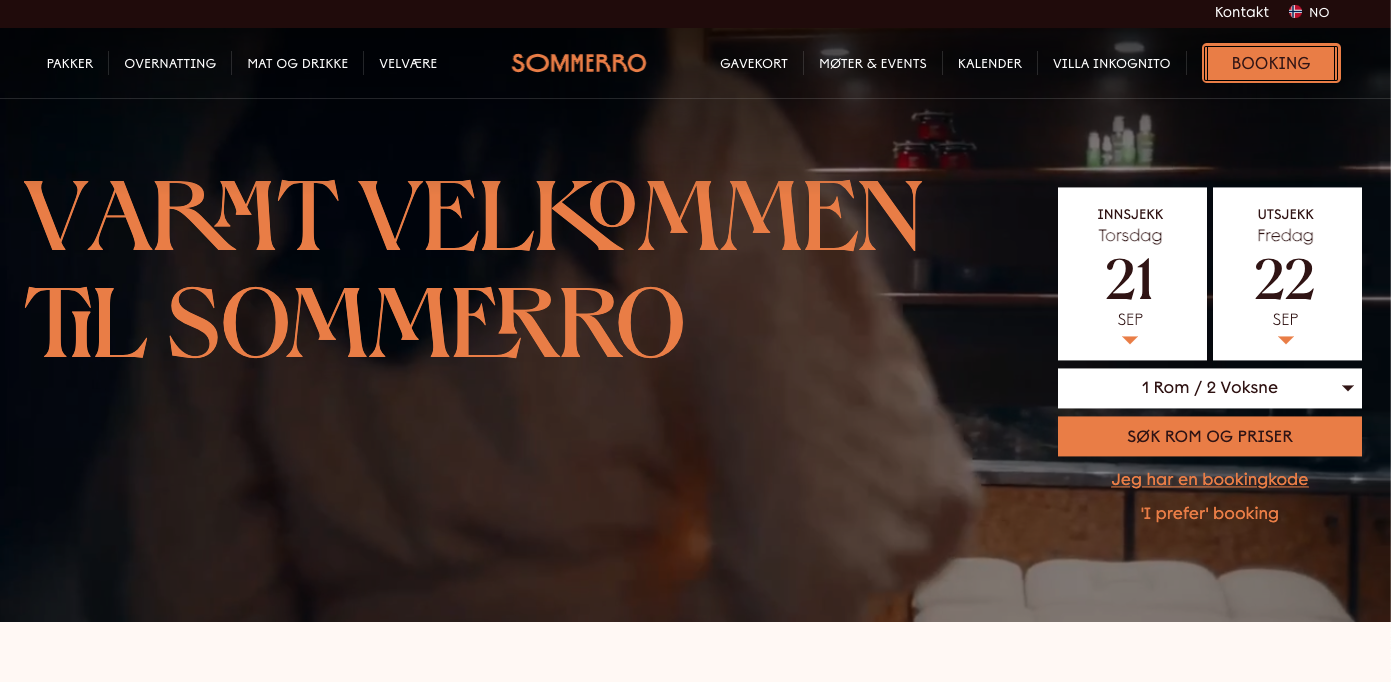 Kontakt NO
PAKKER OVERNATTING MAT OG DRIKKE VELVÆRE SOMMERRO GAVEKORT MØTER & EVENTS KALENDER VILLA INKOGNITO BOOKING
VARMT VELKOMMEN
TIL SOMMERRO
INNSJEKK
Torsdag
21
SEP
UTSJEKK
Fredag
22
SEP
1 Rom / 2 Voksne
SØK ROM OG PRISER
Jeg har en bookingkode
'I prefer' booking